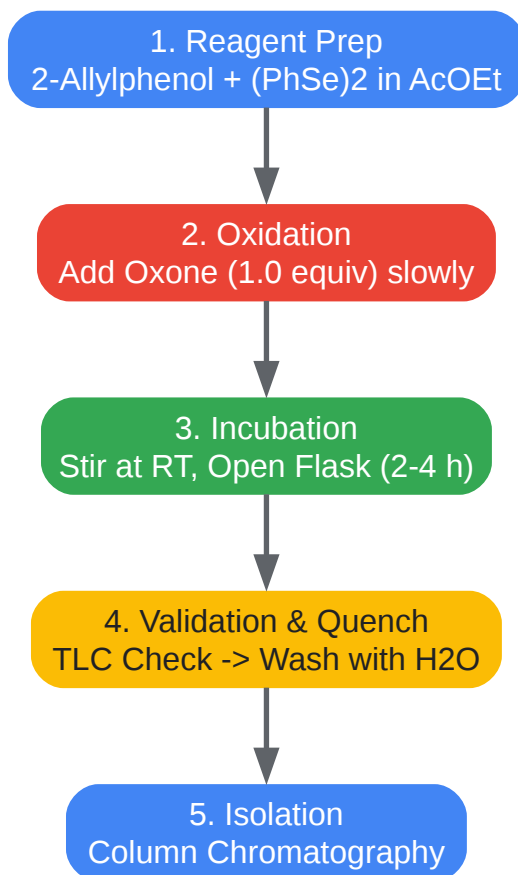 1. Reagent Prep
2-Allylphenol + (PhSe)2 in AcOEt
2. Oxidation
Add Oxone (1.0 equiv) slowly
3. Incubation
Stir at RT, Open Flask (2-4 h)
4. Validation & Quench
TLC Check -> Wash with H2O
5. Isolation
Column Chromatography